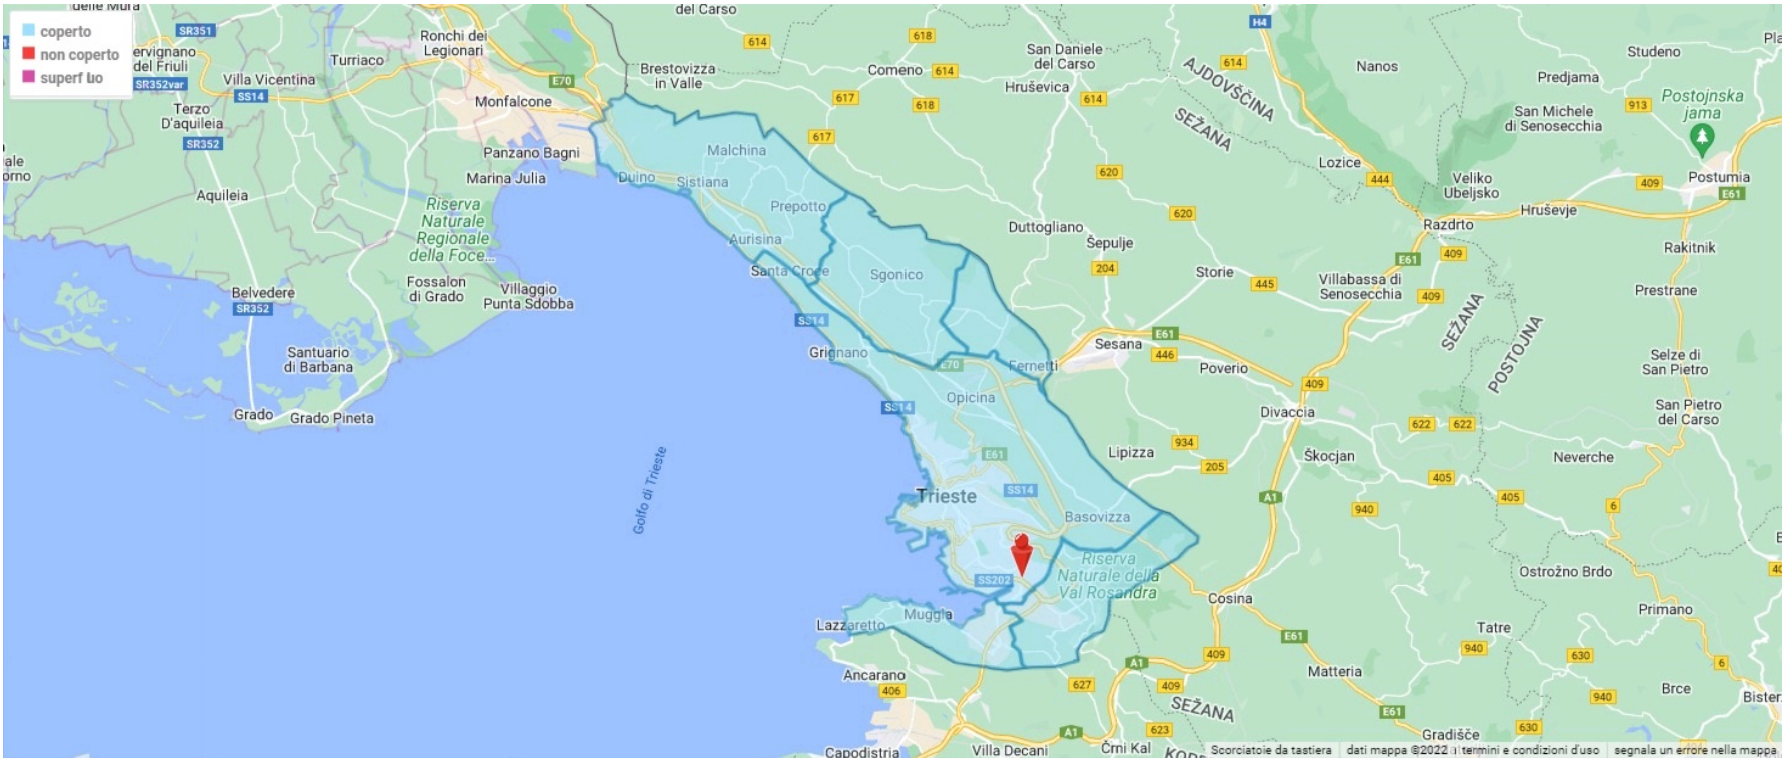 delle Mura
coperto
non coperto
superfluo
SR351
ervignano
del Friuli
SR352var
Villa Vicentina
SS14
Turriaco
Ronchi dei
Legionari
E70
Monfalcone
Terzo
D'aquileia
SR352
ale
orno
Aquileia
Panzano Bagni
Marina Julia
Riserva
Naturale
Regionale
della Foce...
Fossalon
di Grado
Villaggio
Punta Sdobba
Belvedere
SR352
Santuario
di Barbana
Grado
Grado Pineta
del Carso
614
618
Brestovizza
in Valle
Comeno
614
617
618
617
San Daniele
del Carso
Hruševica
614
614
H4
AJDOVŠČINA
SEŽANA
SEŽANA
Nanos
Studeno
Pla
Predjama
San Michele
di Senosecchia
913
Postojnska
jama
Lozice
444
Veliko
Ubeljsko
409
Postumia
E61
Hruševje
Razdrto
409
E61
Rakitnik
620
620
Duttogliano
Šepulje
204
Storie
445
Villabassa di
Senosecchia
409
Prestrane
SEŽANA
POSTOJNA
Malchina
Duino
Sistiana
Prepotto
Aurisina
Santa Croce
Sgonico
SS14
Grignano
E70
Fernetti
Sesana
E61
446
Poverio
409
Divaccia
Selze di
San Pietro
San Pietro
del Carso
622
622
Opicina
SS14
E61
Lipizza
934
205
Škocjan
Neverche
405
405
A1
940
6
Golfo di Trieste
Trieste
SS14
Basovizza
Riserva
Naturale della
Val Rosandra
SS202
Muggia
Lazzaretto
Cosina
Ostrožno Brdo
Primano
Tatre
E61
940
630
6
Ancarano
406
627
A1
409
409
Matteria
940
Brce
Bister
SEŽANA
E61
A1
623
630
Gradišče
Capodistria
Villa Decani
Črni Kal
Scorciatoie da tastiera
dati mappa ©2022
termini e condizioni d'uso
segnala un errore nella mappa